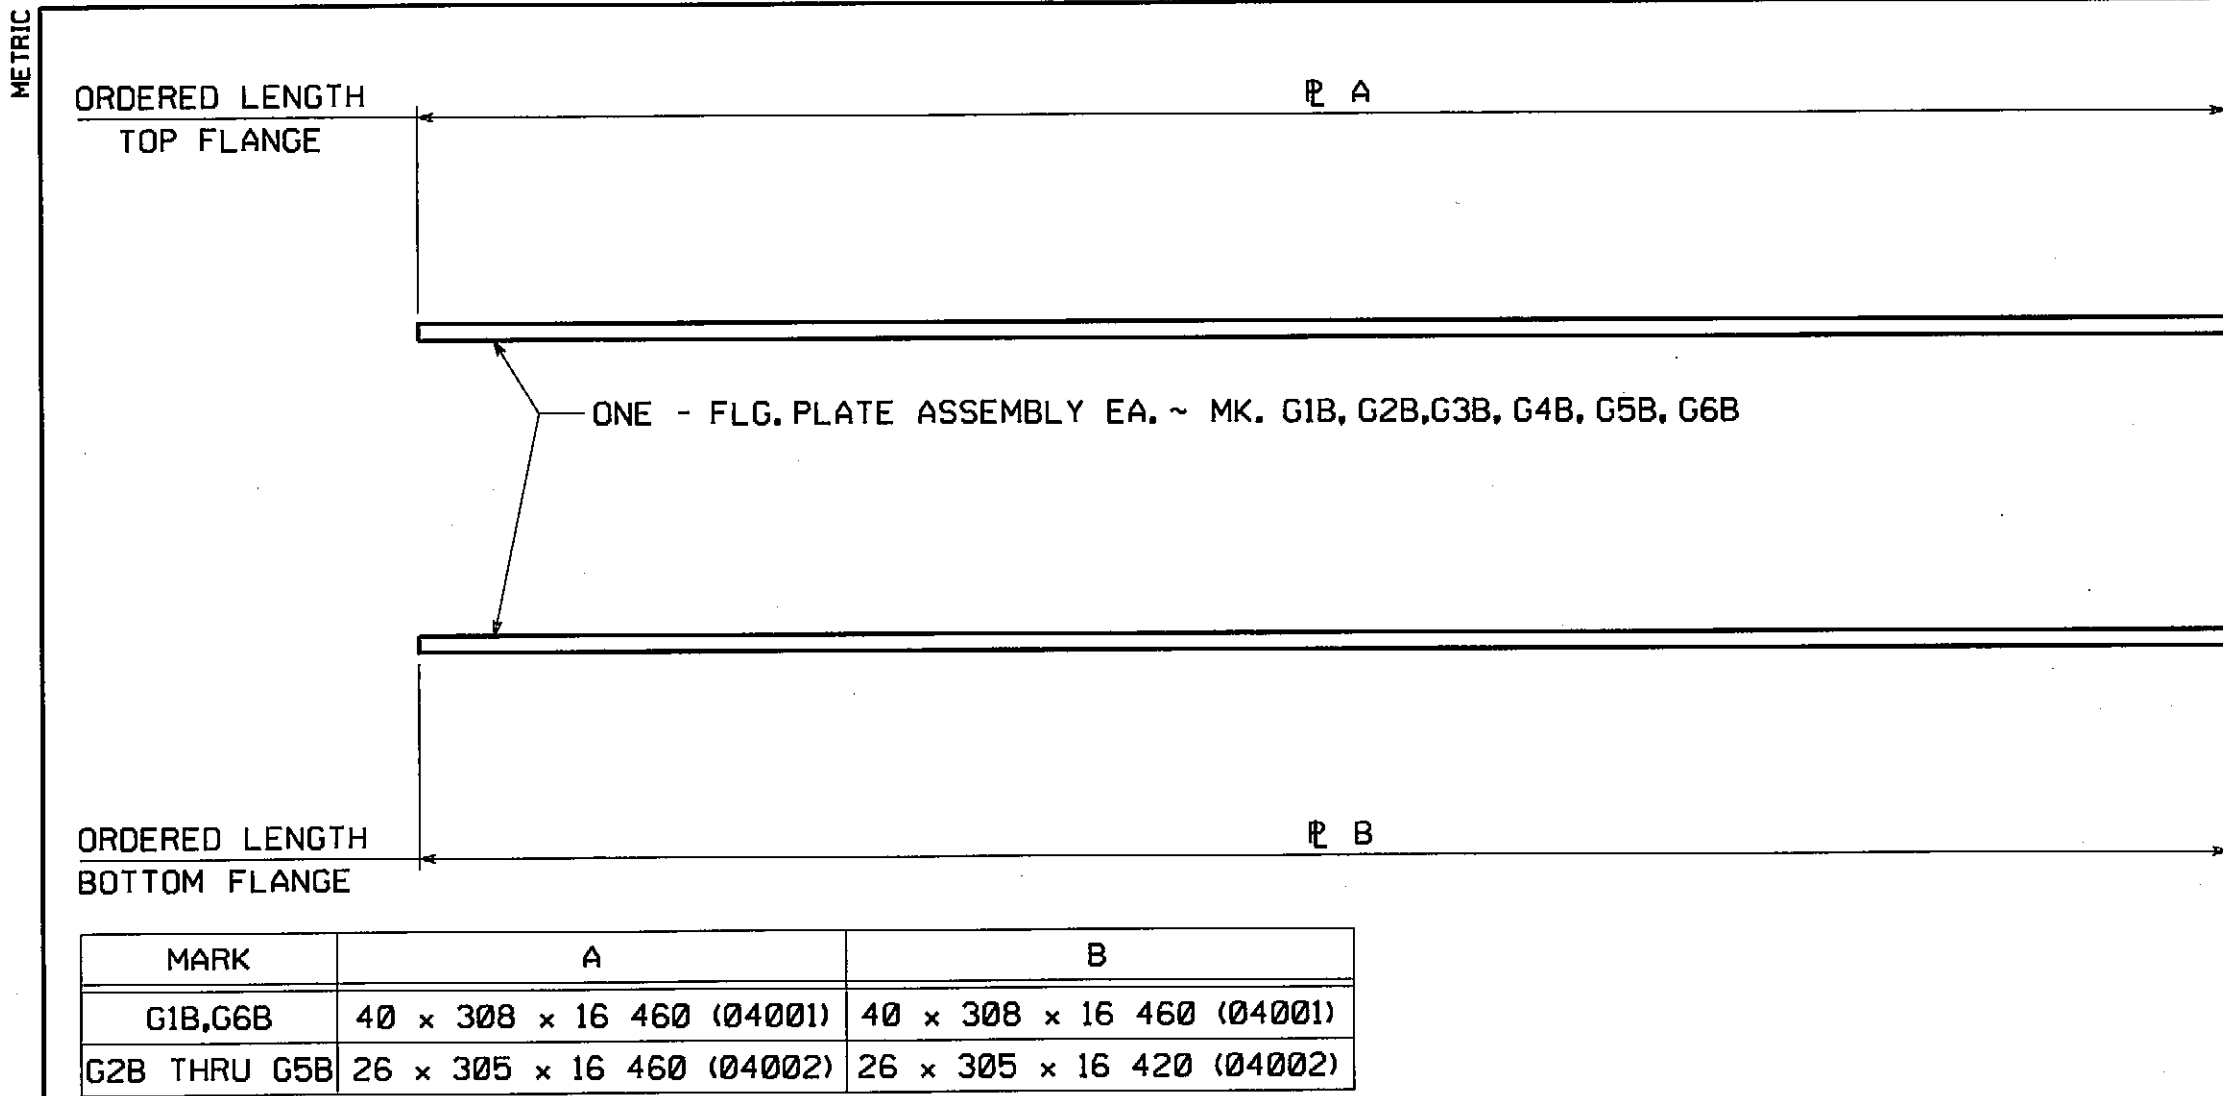 METRIC
ORDERED LENGTH
TOP FLANGE
℄ A
ONE - FLG. PLATE ASSEMBLY EA. ~ MK. G1B, G2B,G3B, G4B, G5B, G6B
ORDERED LENGTH
BOTTOM FLANGE
℄ B
MARK A B
G1B,G6B 40 × 308 × 16 460 (04001) 40 × 308 × 16 460 (04001)
G2B THRU G5B 26 × 305 × 16 460 (04002) 26 × 305 × 16 420 (04002)